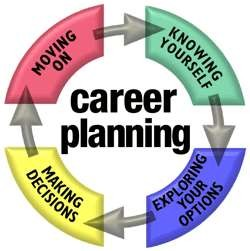 career
planning
KNOWING
YOURSELF
EXPLORING
YOUR
OPTIONS
MAKING
DECISIONS
MOVING
ON